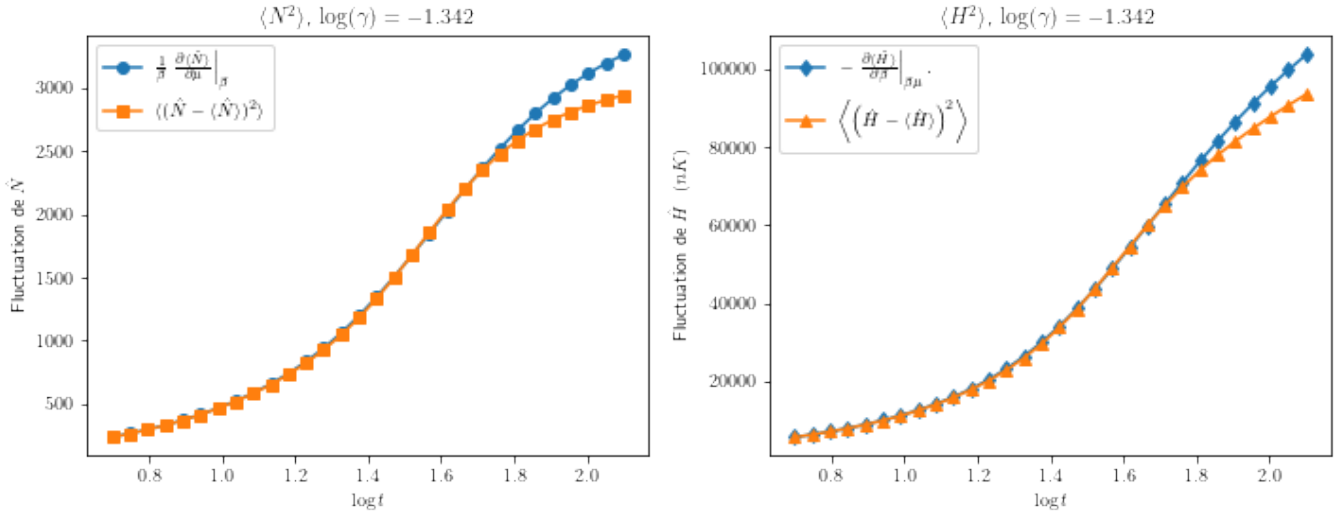 ⟨N²⟩, log(γ) = −1.342
1/β ∂⟨N̂⟩/∂μ|β
⟨(N̂ − ⟨N̂⟩)²⟩
Fluctuation de N̂
3000
2500
2000
1500
1000
500
0.8 1.0 1.2 1.4 1.6 1.8 2.0
log t
⟨H²⟩, log(γ) = −1.342
− ∂⟨Ĥ⟩/∂β|βμ .
⟨(Ĥ − ⟨Ĥ⟩)²⟩
Fluctuation de Ĥ (nK)
100000
80000
60000
40000
20000
0.8 1.0 1.2 1.4 1.6 1.8 2.0
log t